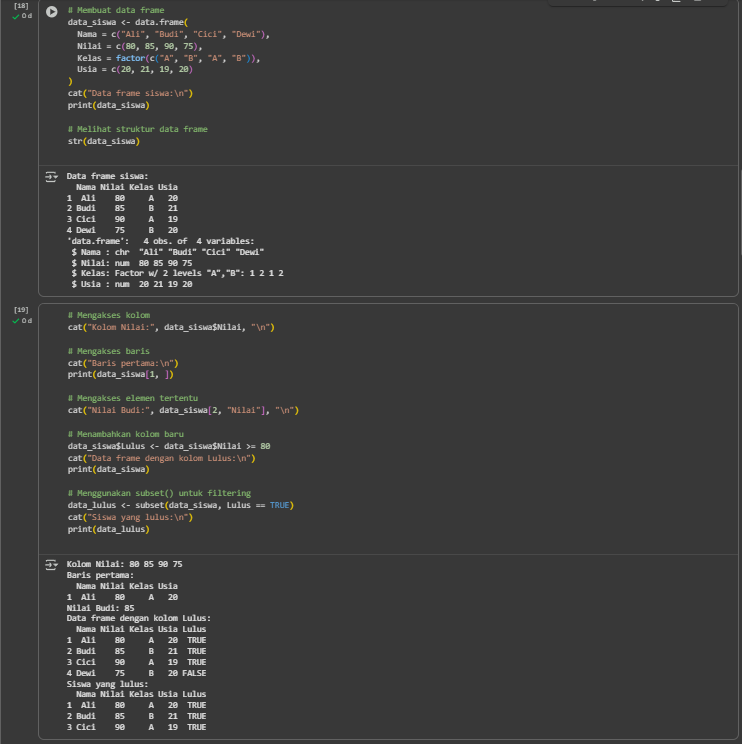 [18]
0 d
# Membuat data frame
data_siswa <- data.frame(
  Nama = c("Ali", "Budi", "Cici", "Dewi"),
  Nilai = c(80, 85, 90, 75),
  Kelas = factor(c("A", "B", "A", "B")),
  Usia = c(20, 21, 19, 20)
)
cat("Data frame siswa:\n")
print(data_siswa)
# Melihat struktur data frame
str(data_siswa)
Data frame siswa:
  Nama Nilai Kelas Usia
1  Ali    80     A   20
2 Budi    85     B   21
3 Cici    90     A   19
4 Dewi    75     B   20
'data.frame':   4 obs. of  4 variables:
 $ Nama : chr  "Ali" "Budi" "Cici" "Dewi"
 $ Nilai: num  80 85 90 75
 $ Kelas: Factor w/ 2 levels "A","B": 1 2 1 2
 $ Usia : num  20 21 19 20
[19]
0 d
# Mengakses kolom
cat("Kolom Nilai:", data_siswa$Nilai, "\n")
# Mengakses baris
cat("Baris pertama:\n")
print(data_siswa[1, ])
# Mengakses elemen tertentu
cat("Nilai Budi:", data_siswa[2, "Nilai"], "\n")
# Menambahkan kolom baru
data_siswa$Lulus <- data_siswa$Nilai >= 80
cat("Data frame dengan kolom Lulus:\n")
print(data_siswa)
# Menggunakan subset() untuk filtering
data_lulus <- subset(data_siswa, Lulus == TRUE)
cat("Siswa yang lulus:\n")
print(data_lulus)
Kolom Nilai: 80 85 90 75
Baris pertama:
  Nama Nilai Kelas Usia
1  Ali    80     A   20
Nilai Budi: 85
Data frame dengan kolom Lulus:
  Nama Nilai Kelas Usia Lulus
1  Ali    80     A   20  TRUE
2 Budi    85     B   21  TRUE
3 Cici    90     A   19  TRUE
4 Dewi    75     B   20 FALSE
Siswa yang lulus:
  Nama Nilai Kelas Usia Lulus
1  Ali    80     A   20  TRUE
2 Budi    85     B   21  TRUE
3 Cici    90     A   19  TRUE